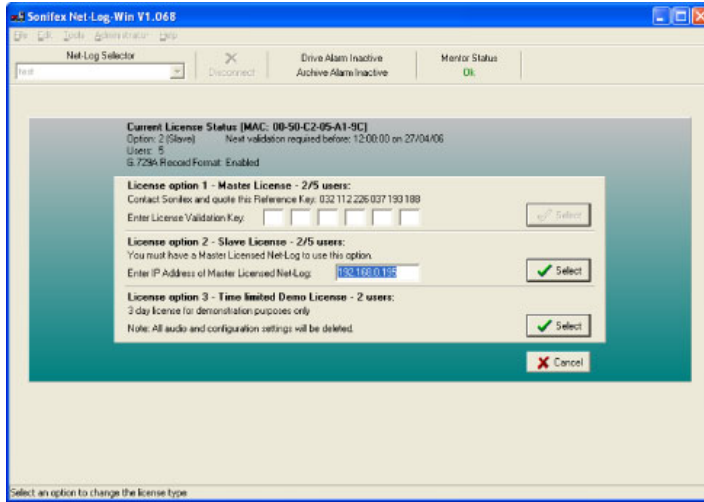 Sonifex Net-Log-Win V1.068
File Edit Tools Administrator Help
Net-Log Selector
test
Disconnect
Drive Alarm Inactive
Archive Alarm Inactive
Mentor Status
Ok
Current License Status [MAC: 00-50-C2-05-A1-9C]
Option: 2 (Slave) Next validation required before: 12:00:00 on 27/04/06
Users: 5
G.729A Record Format: Enabled
License option 1 - Master License - 2/5 users:
Contact Sonifex and quote this Reference Key: 032 112 226 037 193 188
Enter License Validation Key:
Select
License option 2 - Slave License - 2/5 users:
You must have a Master Licensed Net-Log to use this option.
Enter IP Address of Master Licensed Net-Log: 192.168.0.195
Select
License option 3 - Time limited Demo License - 2 users:
3 day license for demonstration purposes only
Note: All audio and configuration settings will be deleted.
Select
Cancel
Select an option to change the license type